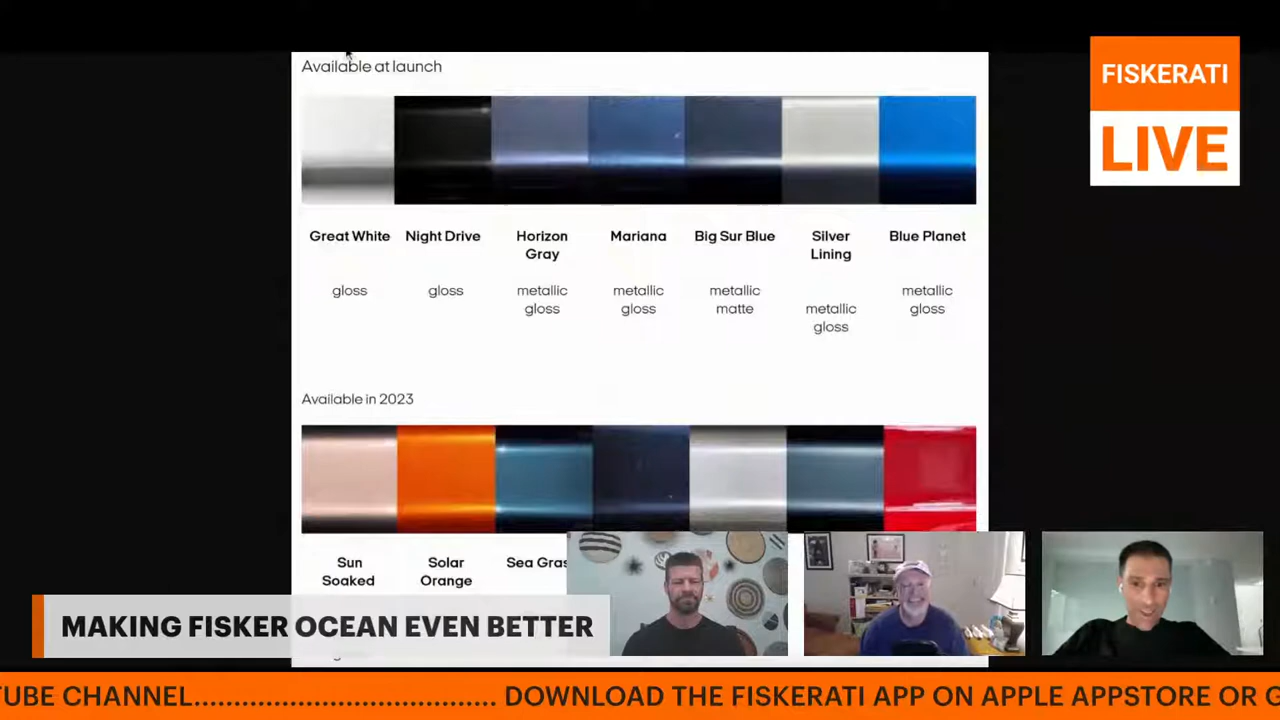 Available at launch
FISKERATI
LIVE
Great White
Night Drive
Horizon
Gray
Mariana
Big Sur Blue
Silver
Lining
Blue Planet
gloss
gloss
metallic
gloss
metallic
gloss
metallic
matte
metallic
gloss
metallic
gloss
Available in 2023
Sun
Soaked
Solar
Orange
Sea Gras
MAKING FISKER OCEAN EVEN BETTER
TUBE CHANNEL................................................ DOWNLOAD THE FISKERATI APP ON APPLE APPSTORE OR G